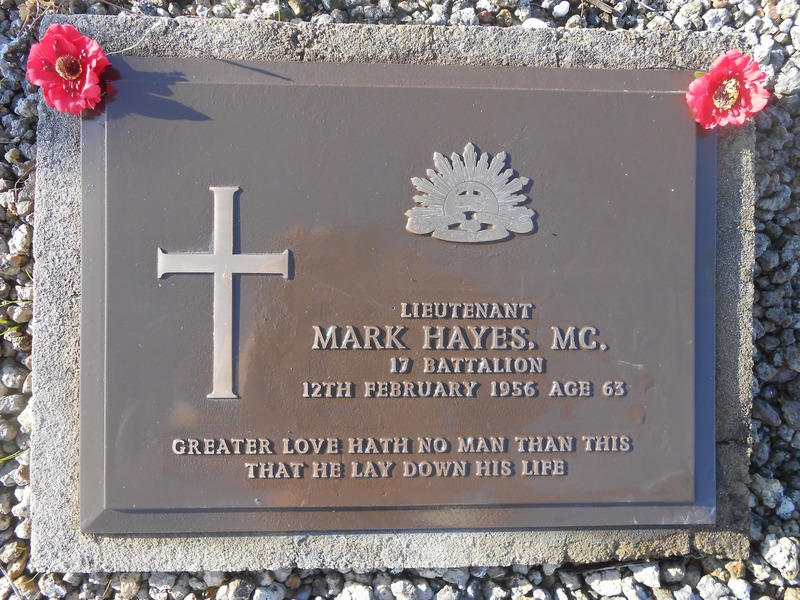 LIEUTENANT
MARK HAYES. MC.
17 BATTALION
12TH FEBRUARY 1956 AGE 63
GREATER LOVE HATH NO MAN THAN THIS
THAT HE LAY DOWN HIS LIFE